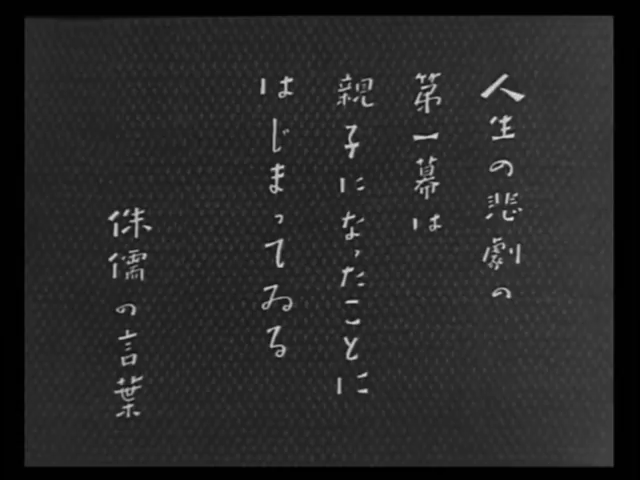 人生の悲劇の
第一幕は
親子になったことに
はじまってゐる
侏儒の言葉